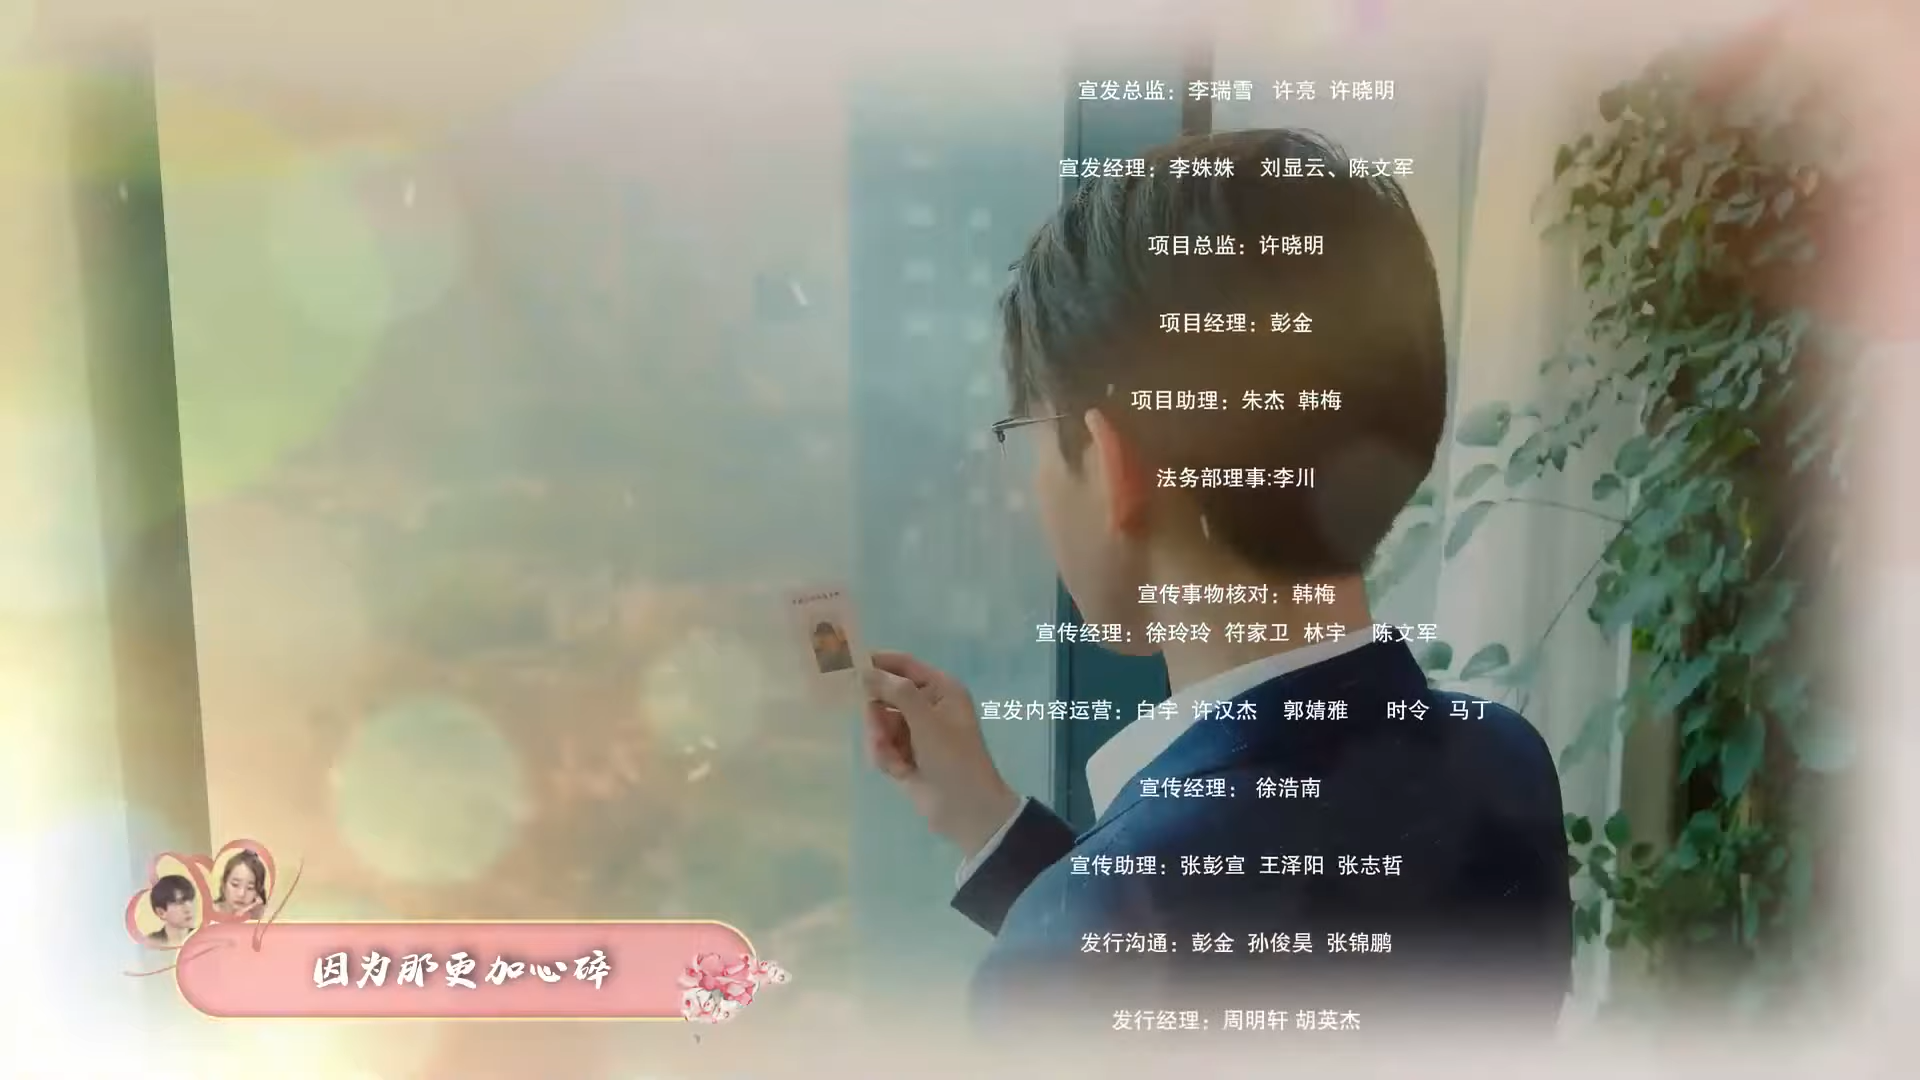 宣发总监：李瑞雪 许亮 许晓明
宣发经理：李姝姝 刘显云、陈文军
项目总监：许晓明
项目经理：彭金
项目助理：朱杰 韩梅
法务部理事:李川
宣传事物核对：韩梅
宣传经理：徐玲玲 符家卫 林宇 陈文军
宣发内容运营：白宇 许汉杰 郭婧雅 时令 马丁
宣传经理： 徐浩南
宣传助理：张彭宣 王泽阳 张志哲
发行沟通：彭金 孙俊昊 张锦鹏
发行经理：周明轩 胡英杰
因为那更加心碎